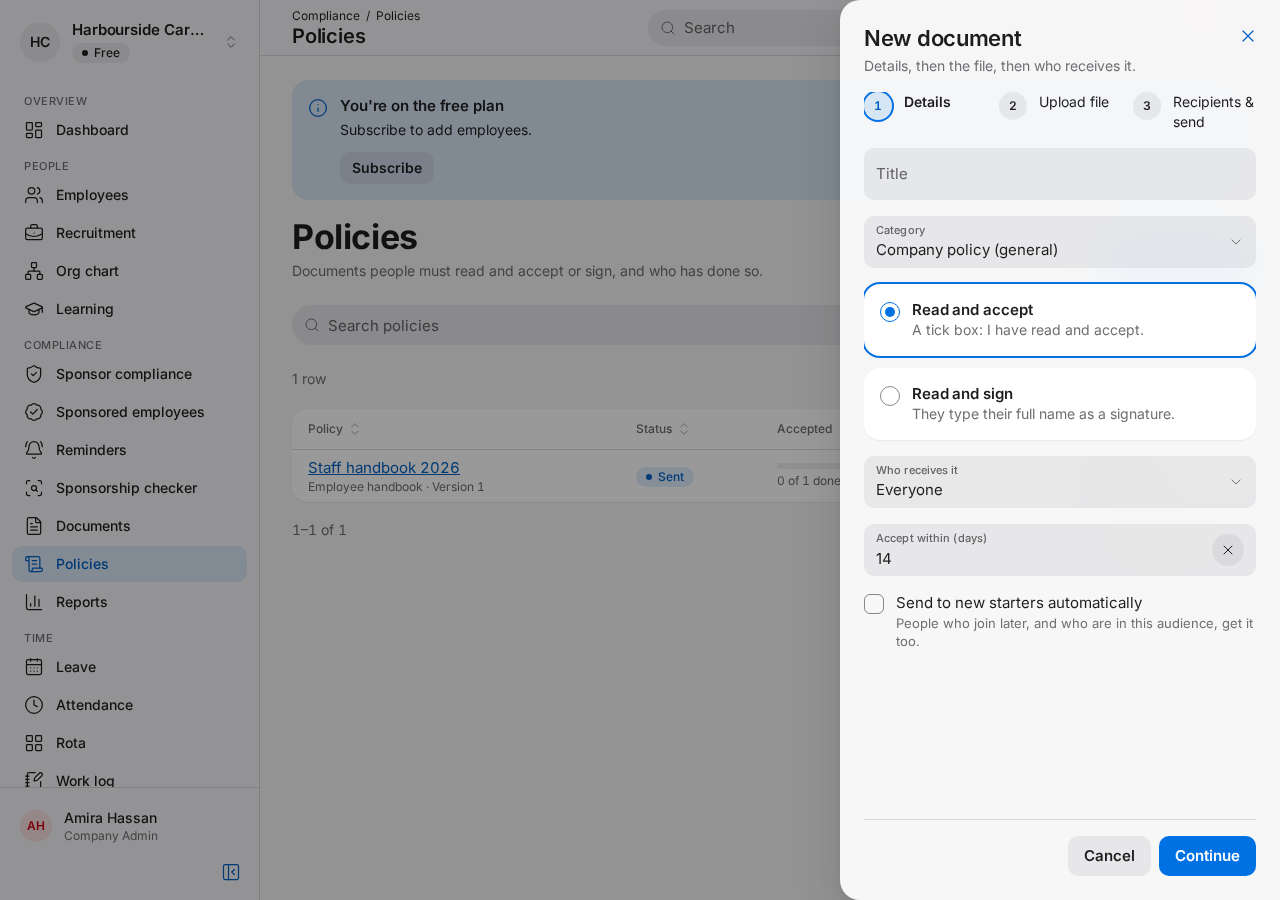 HC
Harbourside Car...
Free
OVERVIEW
Dashboard
PEOPLE
Employees
Recruitment
Org chart
Learning
COMPLIANCE
Sponsor compliance
Sponsored employees
Reminders
Sponsorship checker
Documents
Policies
Reports
TIME
Leave
Attendance
Rota
Work log
AH
Amira Hassan
Company Admin
Compliance / Policies
Policies
Search
You're on the free plan
Subscribe to add employees.
Subscribe
Policies
Documents people must read and accept or sign, and who has done so.
Search policies
1 row
Policy Status Accepted
Staff handbook 2026
Employee handbook · Version 1
Sent
0 of 1 done
1–1 of 1
New document
Details, then the file, then who receives it.
1 Details
2 Upload file
3 Recipients &
send
Title
Category
Company policy (general)
Read and accept
A tick box: I have read and accept.
Read and sign
They type their full name as a signature.
Who receives it
Everyone
Accept within (days)
14
Send to new starters automatically
People who join later, and who are in this audience, get it
too.
Cancel
Continue